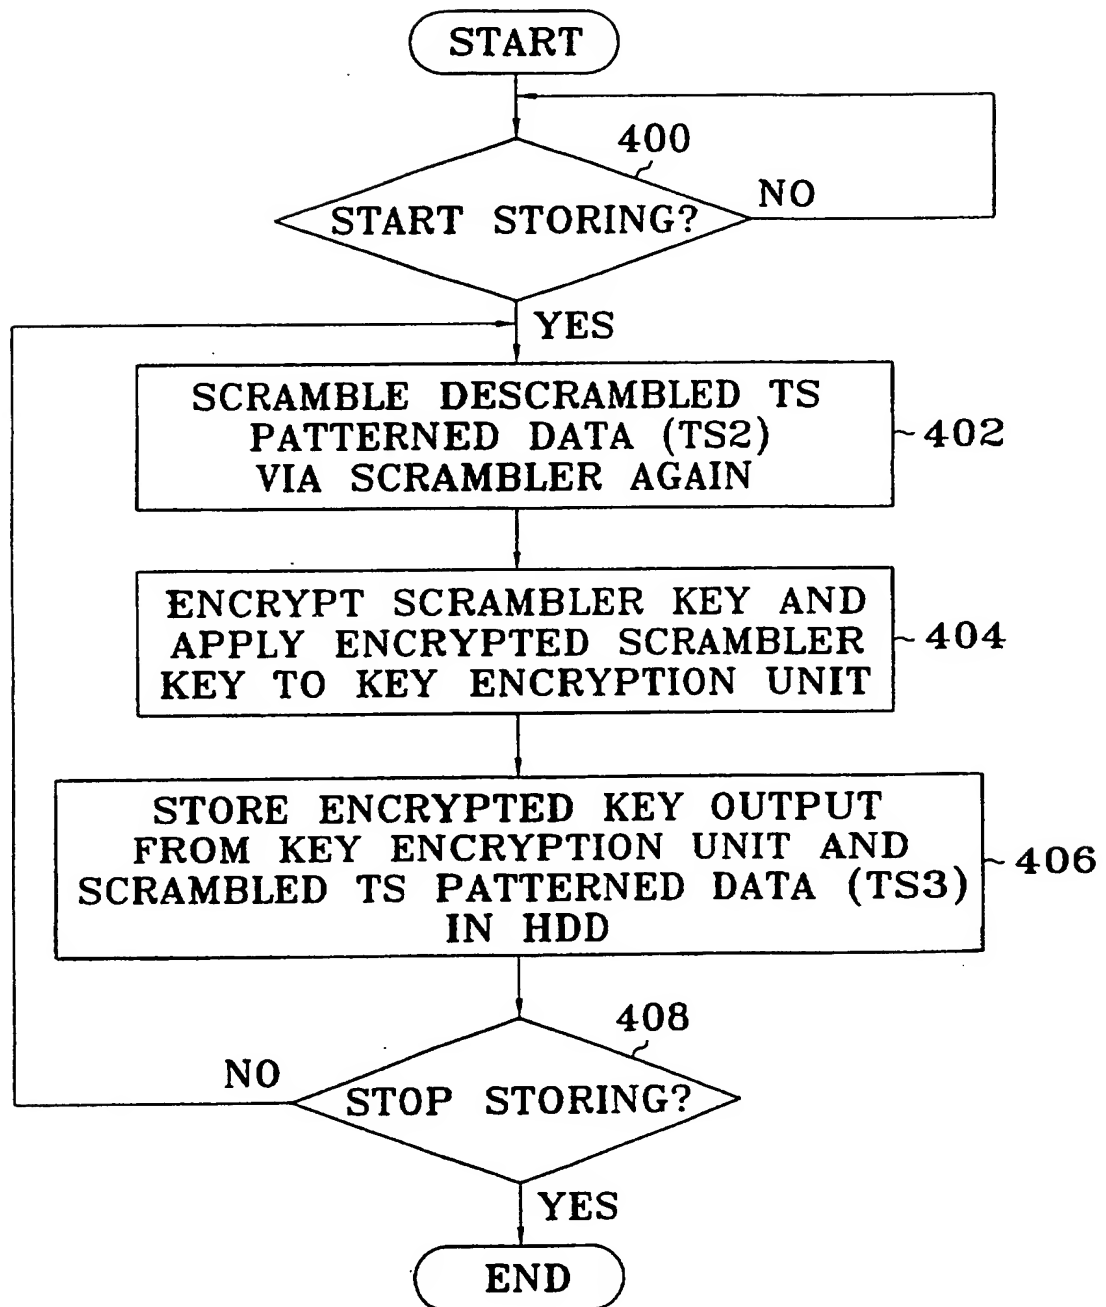 START
400
START STORING?
NO
YES
SCRAMBLE DESCRAMBLED TS
PATTERNED DATA (TS2)
VIA SCRAMBLER AGAIN
402
ENCRYPT SCRAMBLER KEY AND
APPLY ENCRYPTED SCRAMBLER
KEY TO KEY ENCRYPTION UNIT
404
STORE ENCRYPTED KEY OUTPUT
FROM KEY ENCRYPTION UNIT AND
SCRAMBLED TS PATTERNED DATA (TS3)
IN HDD
406
408
NO
STOP STORING?
YES
END